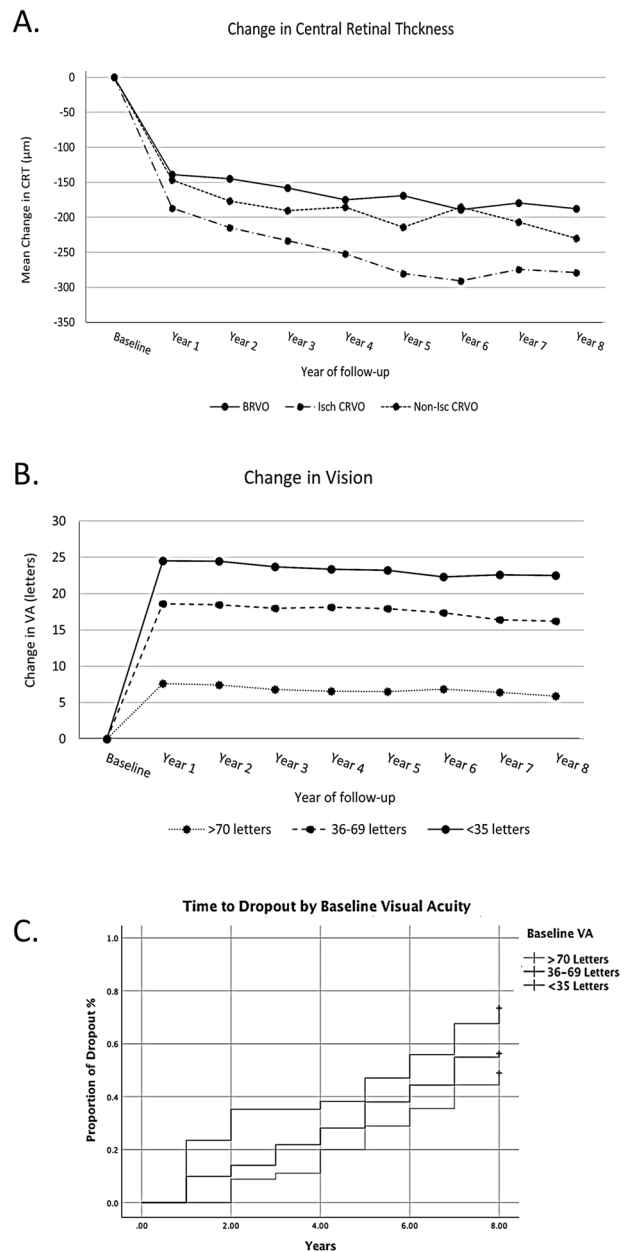 A.
Change in Central Retinal Thckness
0
-50
-100
-150
-200
-250
-300
-350
Mean Change in CRT (µm)
Baseline Year 1 Year 2 Year 3 Year 4 Year 5 Year 6 Year 7 Year 8
Year of follow-up
BRVO Isch CRVO Non-Isc CRVO
B.
Change in Vision
30
25
20
15
10
5
0
Change in VA (letters)
Baseline Year 1 Year 2 Year 3 Year 4 Year 5 Year 6 Year 7 Year 8
Year of follow-up
>70 letters 36-69 letters <35 letters
C.
Time to Dropout by Baseline Visual Acuity
Baseline VA
>70 Letters
36-69 Letters
<35 Letters
1.0
0.8
0.6
0.4
0.2
0.0
Proportion of Dropout %
.00 2.00 4.00 6.00 8.00
Years